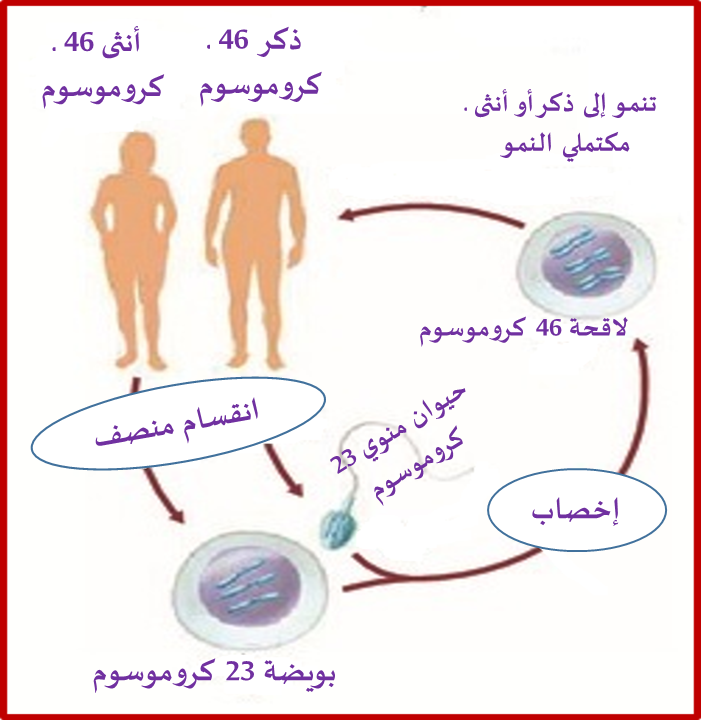 ذكر 46 .
كروموسوم
أنثى 46 .
كروموسوم
تنمو إلى ذكر أو أنثى .
مكتملي النمو
لاقحة 46 كروموسوم
انقسام منصف
حيوان منوي 23
كروموسوم
إخصاب
بويضة 23 كروموسوم